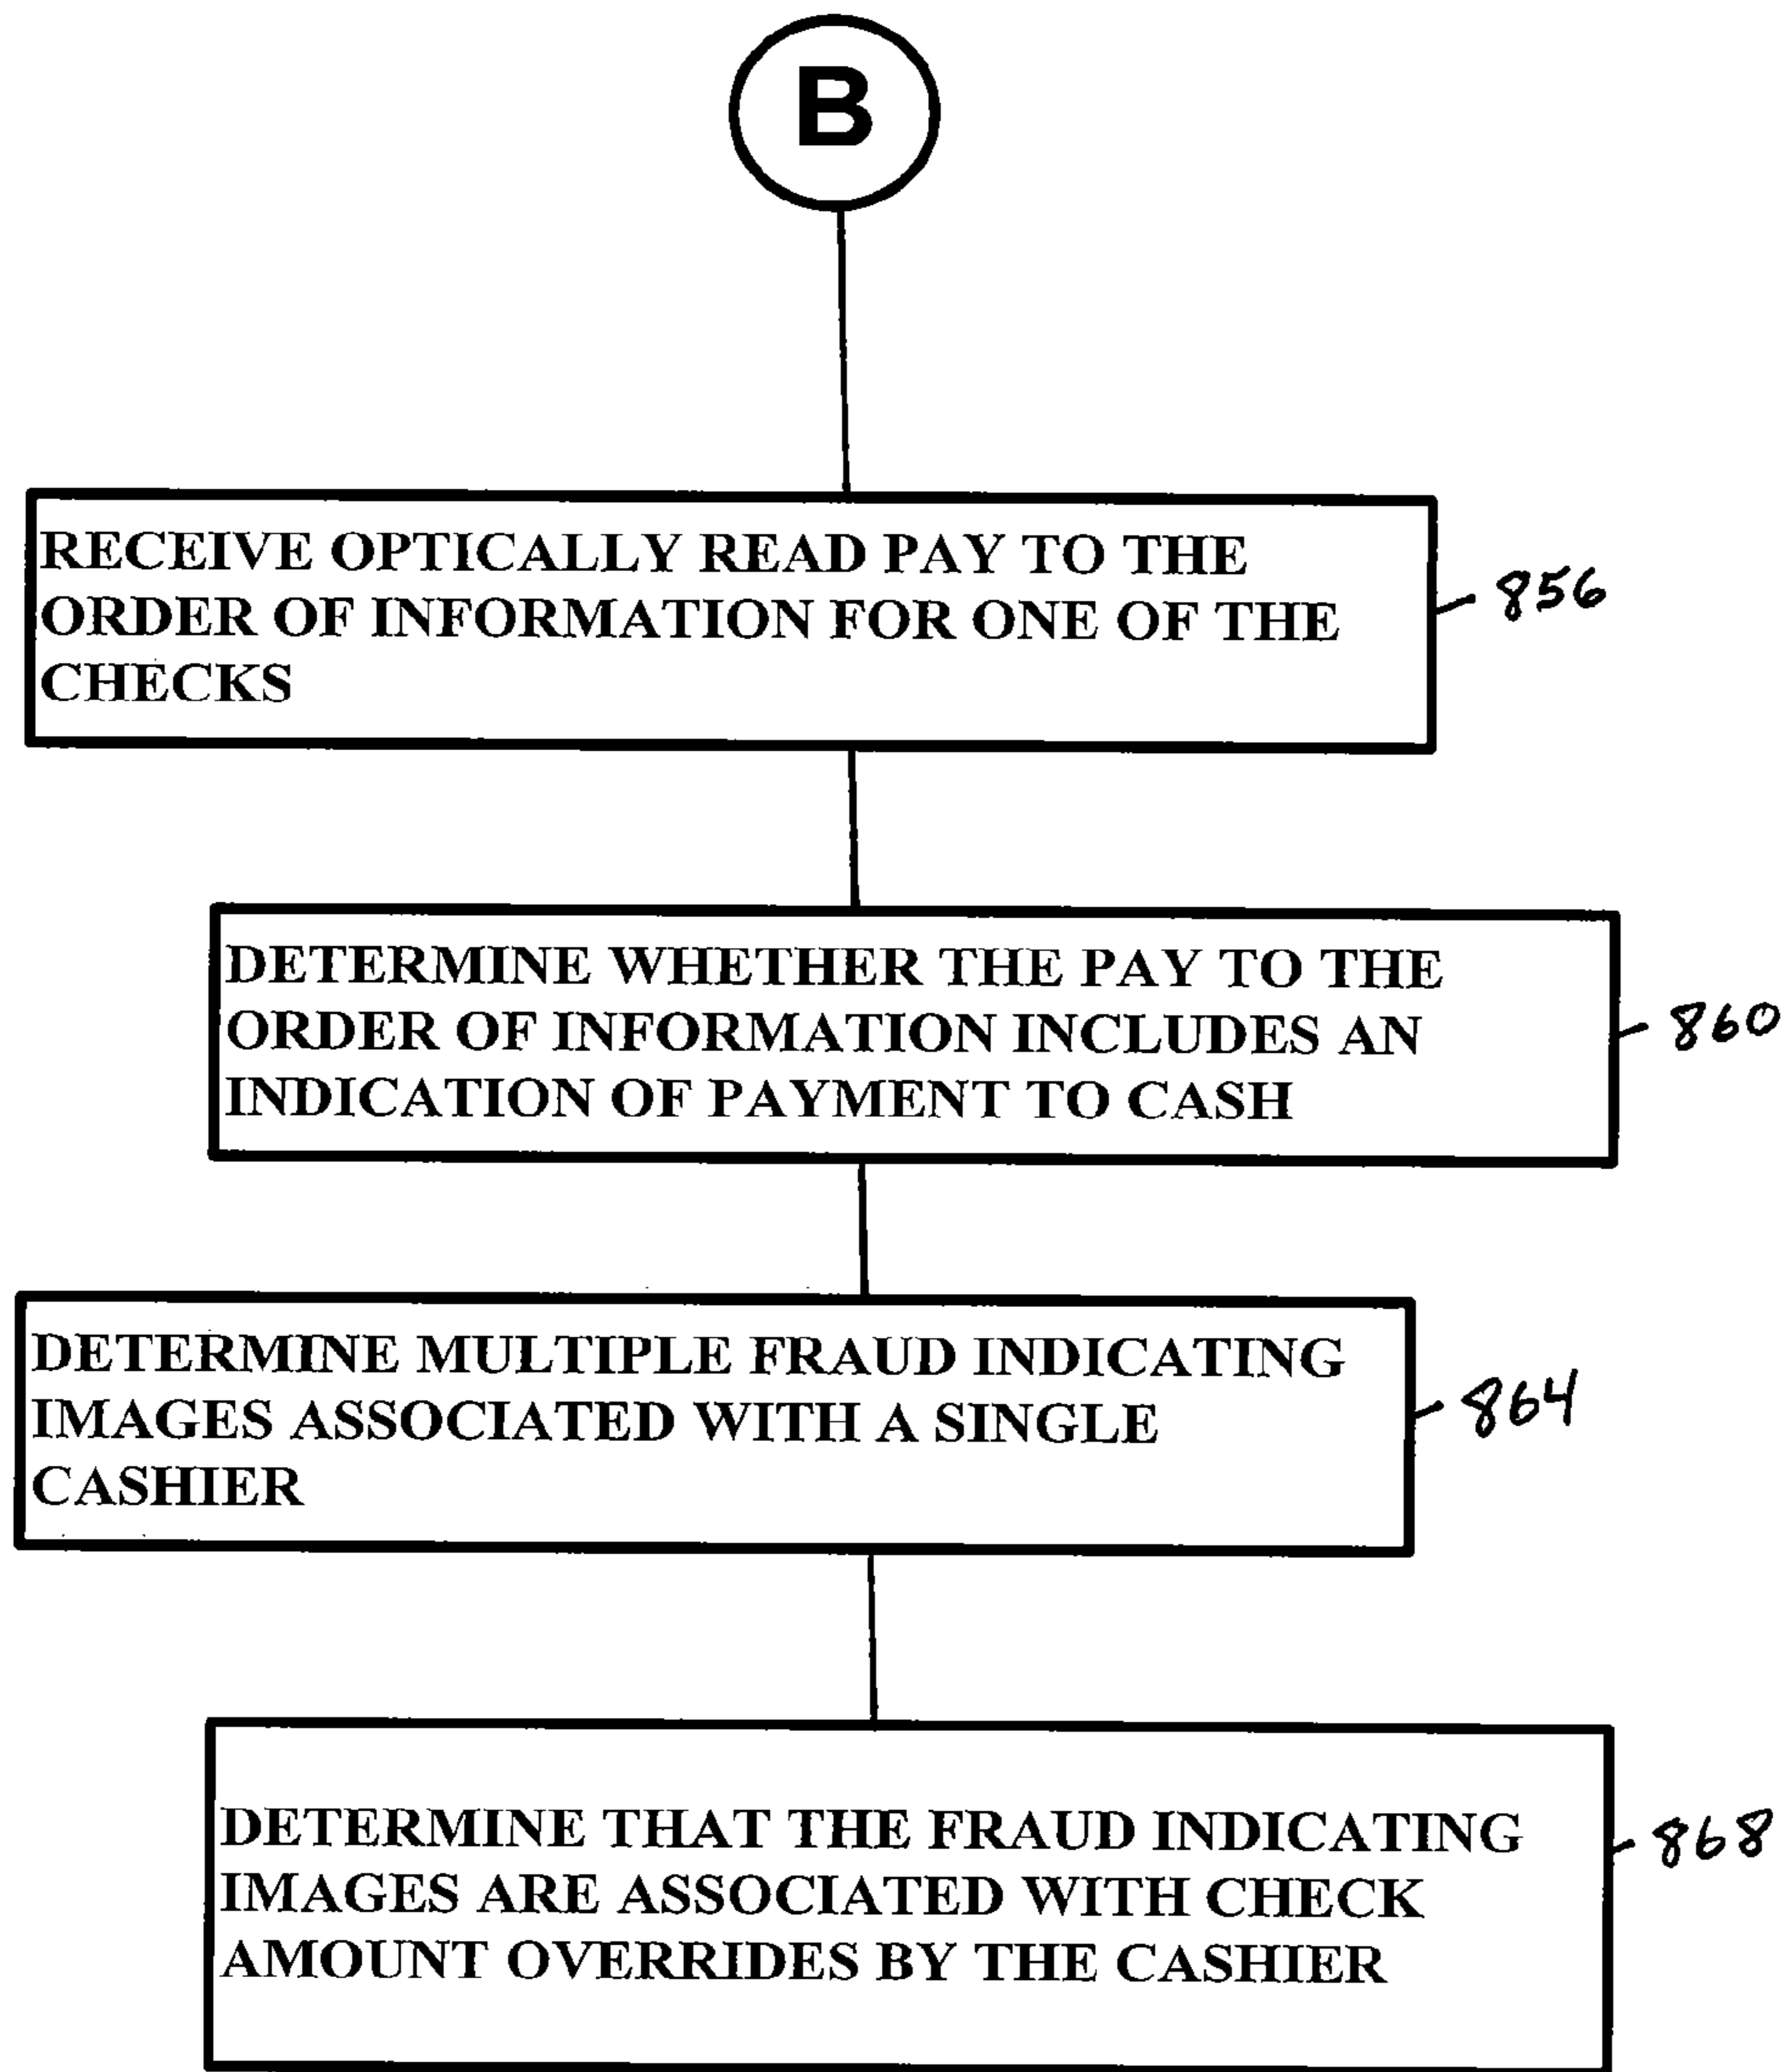 B
RECEIVE OPTICALLY READ PAY TO THE
ORDER OF INFORMATION FOR ONE OF THE
CHECKS
856
DETERMINE WHETHER THE PAY TO THE
ORDER OF INFORMATION INCLUDES AN
INDICATION OF PAYMENT TO CASH
860
DETERMINE MULTIPLE FRAUD INDICATING
IMAGES ASSOCIATED WITH A SINGLE
CASHIER
864
DETERMINE THAT THE FRAUD INDICATING
IMAGES ARE ASSOCIATED WITH CHECK
AMOUNT OVERRIDES BY THE CASHIER
868